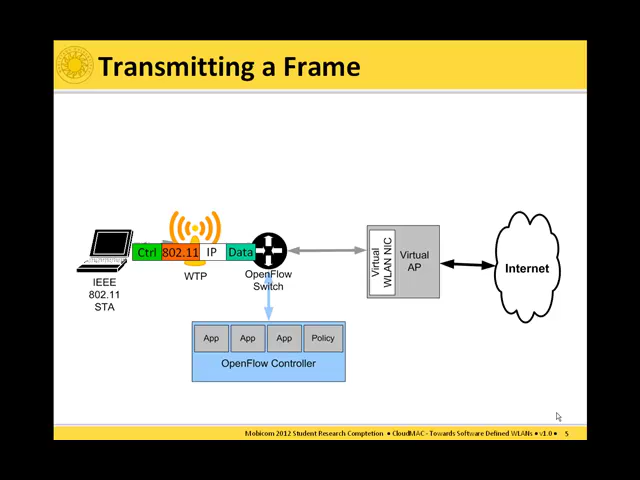 Transmitting a Frame
Ctrl 802.11 IP Data
IEEE
802.11
STA
WTP
OpenFlow
Switch
Virtual
WLAN NIC
Virtual
AP
Internet
App App App Policy
OpenFlow Controller
Mobicom 2012 Student Research Comptetion • CloudMAC - Towards Software Defined WLANs • v1.0 • 5